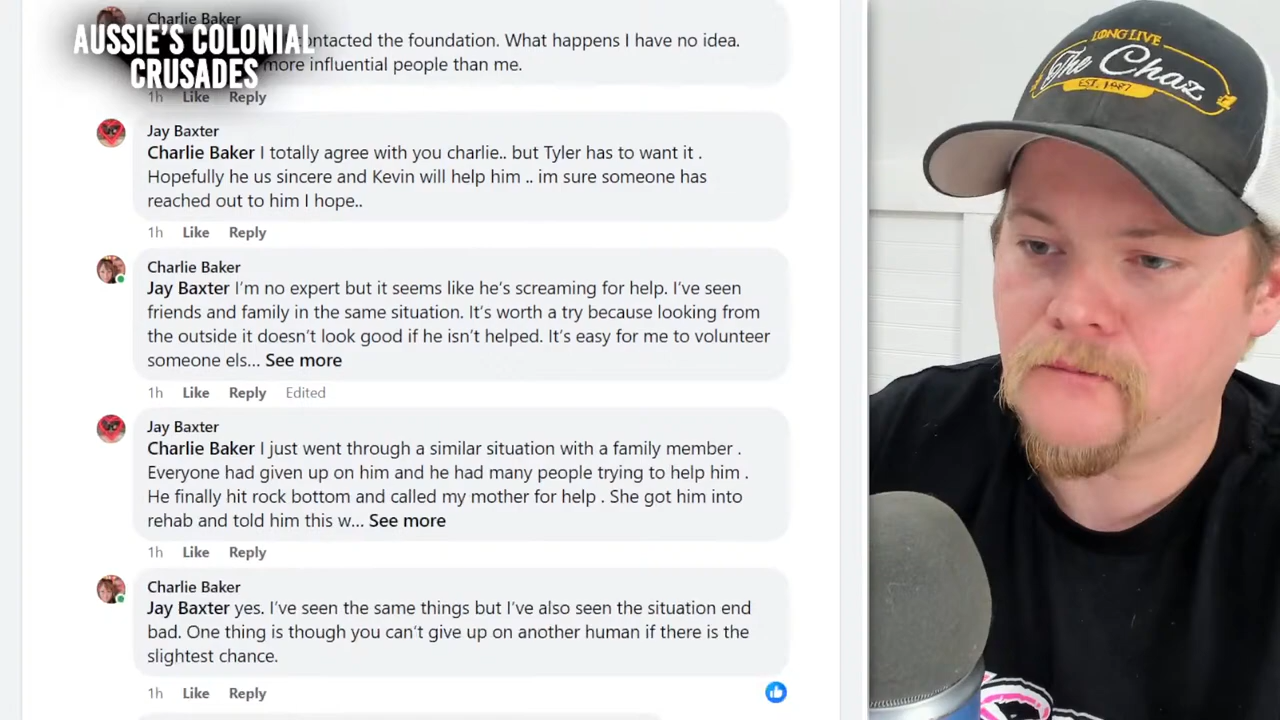 Charlie Baker
AUSSIE'S COLONIAL
CRUSADES
contacted the foundation. What happens I have no idea.
more influential people than me.
1h Like Reply
Jay Baxter
Charlie Baker I totally agree with you charlie.. but Tyler has to want it .
Hopefully he us sincere and Kevin will help him .. im sure someone has
reached out to him I hope..
1h Like Reply
Charlie Baker
Jay Baxter I'm no expert but it seems like he's screaming for help. I've seen
friends and family in the same situation. It's worth a try because looking from
the outside it doesn't look good if he isn't helped. It's easy for me to volunteer
someone els... See more
1h Like Reply Edited
Jay Baxter
Charlie Baker I just went through a similar situation with a family member .
Everyone had given up on him and he had many people trying to help him .
He finally hit rock bottom and called my mother for help . She got him into
rehab and told him this w... See more
1h Like Reply
Charlie Baker
Jay Baxter yes. I've seen the same things but I've also seen the situation end
bad. One thing is though you can't give up on another human if there is the
slightest chance.
1h Like Reply
LONG LIVE
The Chaz
EST. 1987